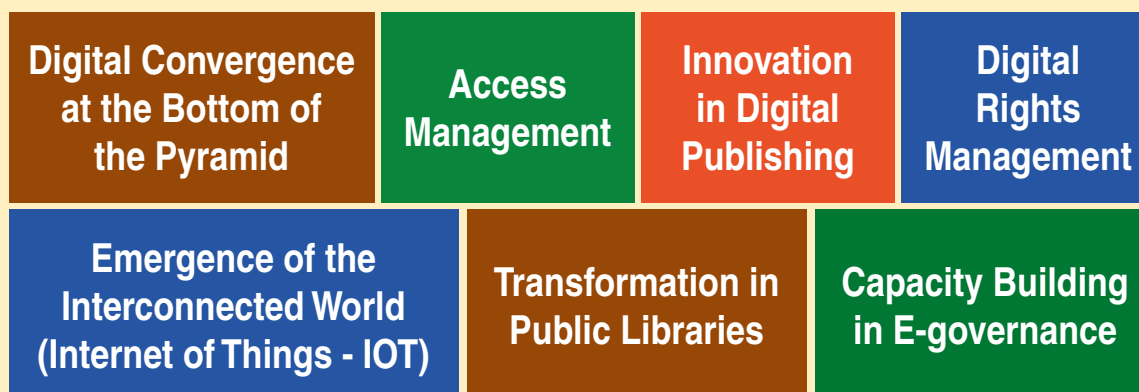 Digital Convergence
at the Bottom of
the Pyramid
Access
Management
Innovation
in Digital
Publishing
Digital
Rights
Management
Emergence of the
Interconnected World
(Internet of Things - IOT)
Transformation in
Public Libraries
Capacity Building
in E-governance